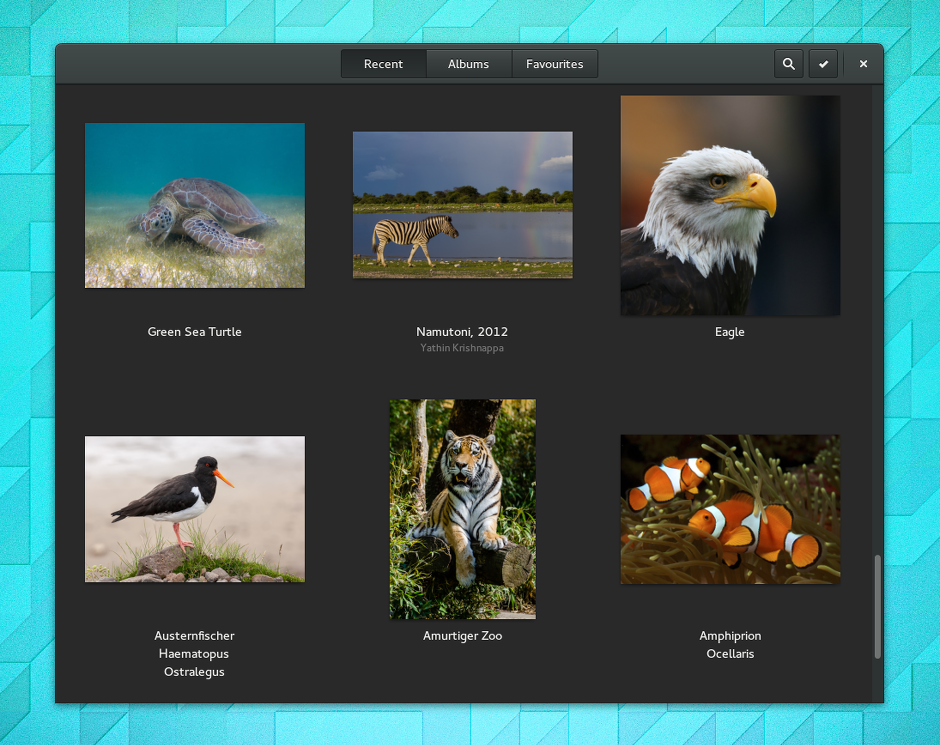 Recent Albums Favourites
Green Sea Turtle
Namutoni, 2012
Yathin Krishnappa
Eagle
Austernfischer
Haematopus
Ostralegus
Amurtiger Zoo
Amphiprion
Ocellaris